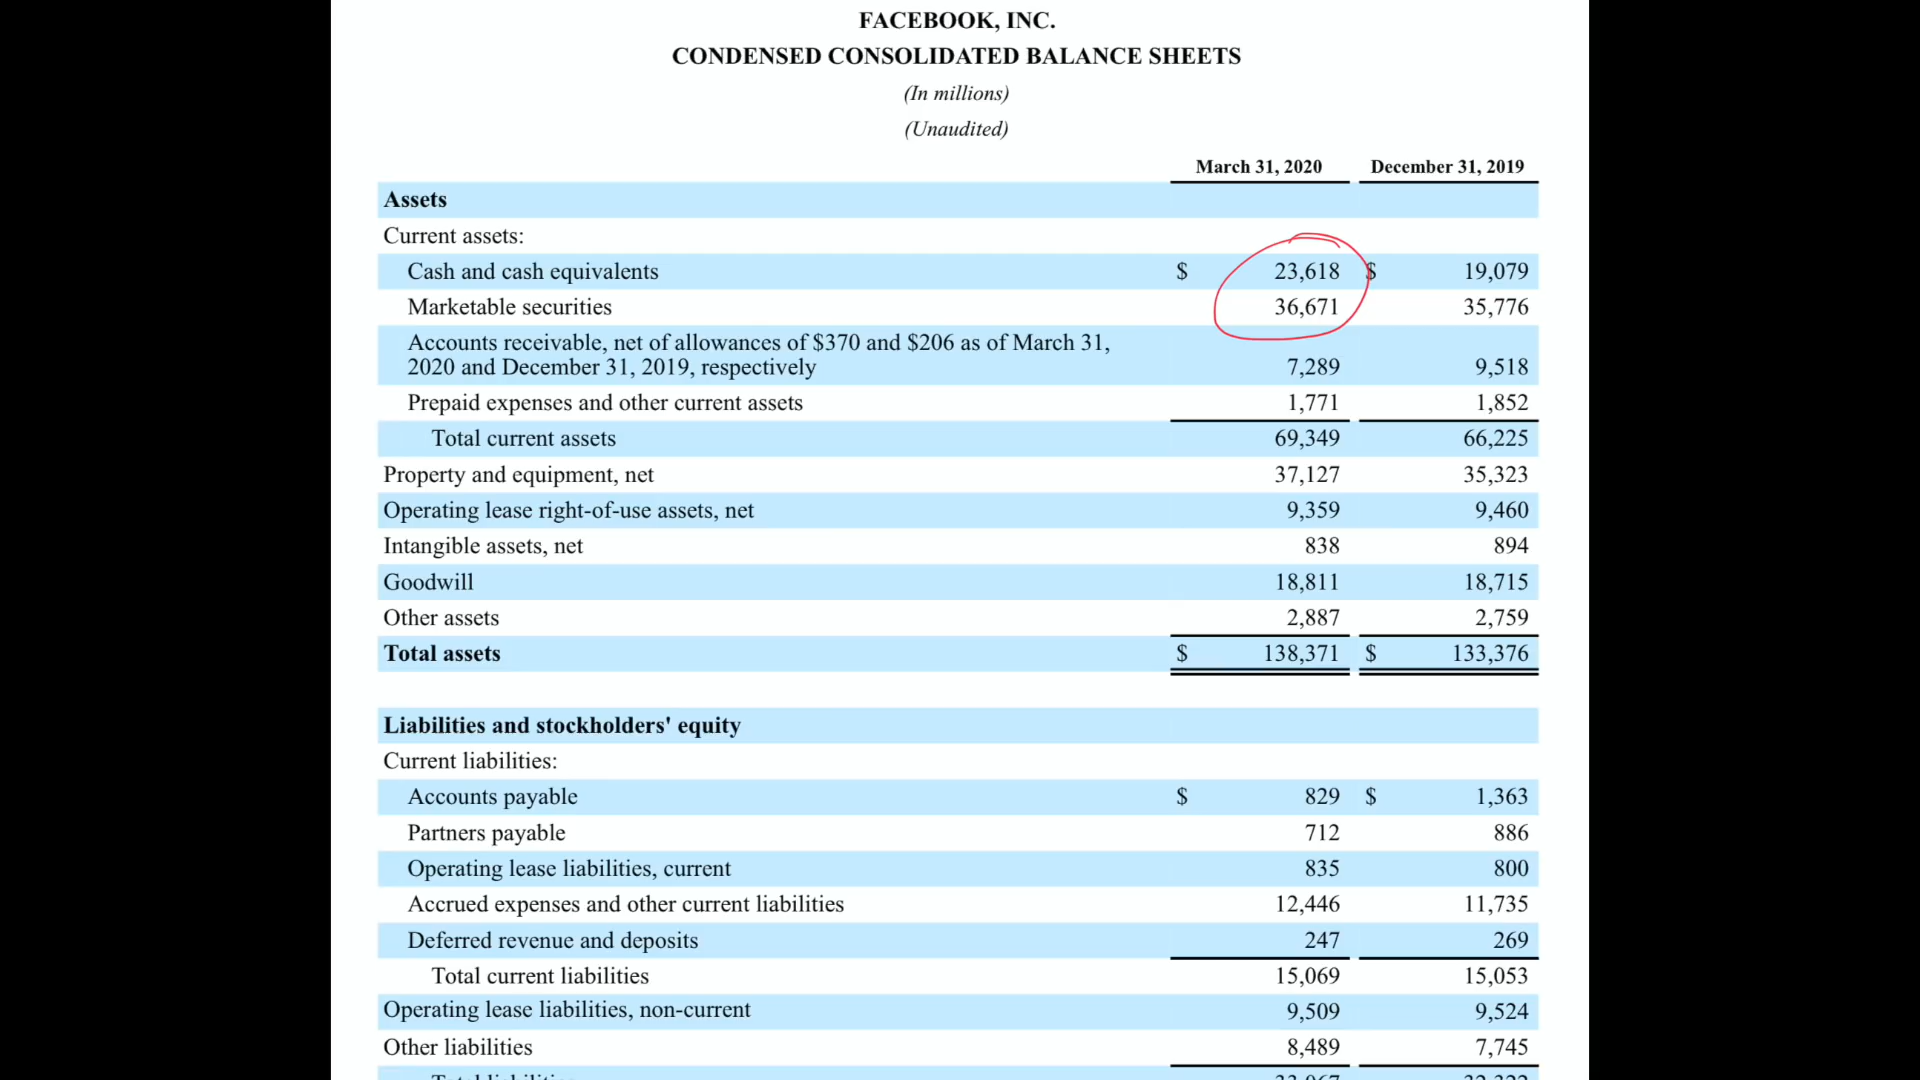 FACEBOOK, INC.
CONDENSED CONSOLIDATED BALANCE SHEETS
(In millions)
(Unaudited)
March 31, 2020 December 31, 2019
Assets
Current assets:
Cash and cash equivalents $ 23,618 $ 19,079
Marketable securities 36,671 35,776
Accounts receivable, net of allowances of $370 and $206 as of March 31,
2020 and December 31, 2019, respectively 7,289 9,518
Prepaid expenses and other current assets 1,771 1,852
Total current assets 69,349 66,225
Property and equipment, net 37,127 35,323
Operating lease right-of-use assets, net 9,359 9,460
Intangible assets, net 838 894
Goodwill 18,811 18,715
Other assets 2,887 2,759
Total assets $ 138,371 $ 133,376
Liabilities and stockholders' equity
Current liabilities:
Accounts payable $ 829 $ 1,363
Partners payable 712 886
Operating lease liabilities, current 835 800
Accrued expenses and other current liabilities 12,446 11,735
Deferred revenue and deposits 247 269
Total current liabilities 15,069 15,053
Operating lease liabilities, non-current 9,509 9,524
Other liabilities 8,489 7,745